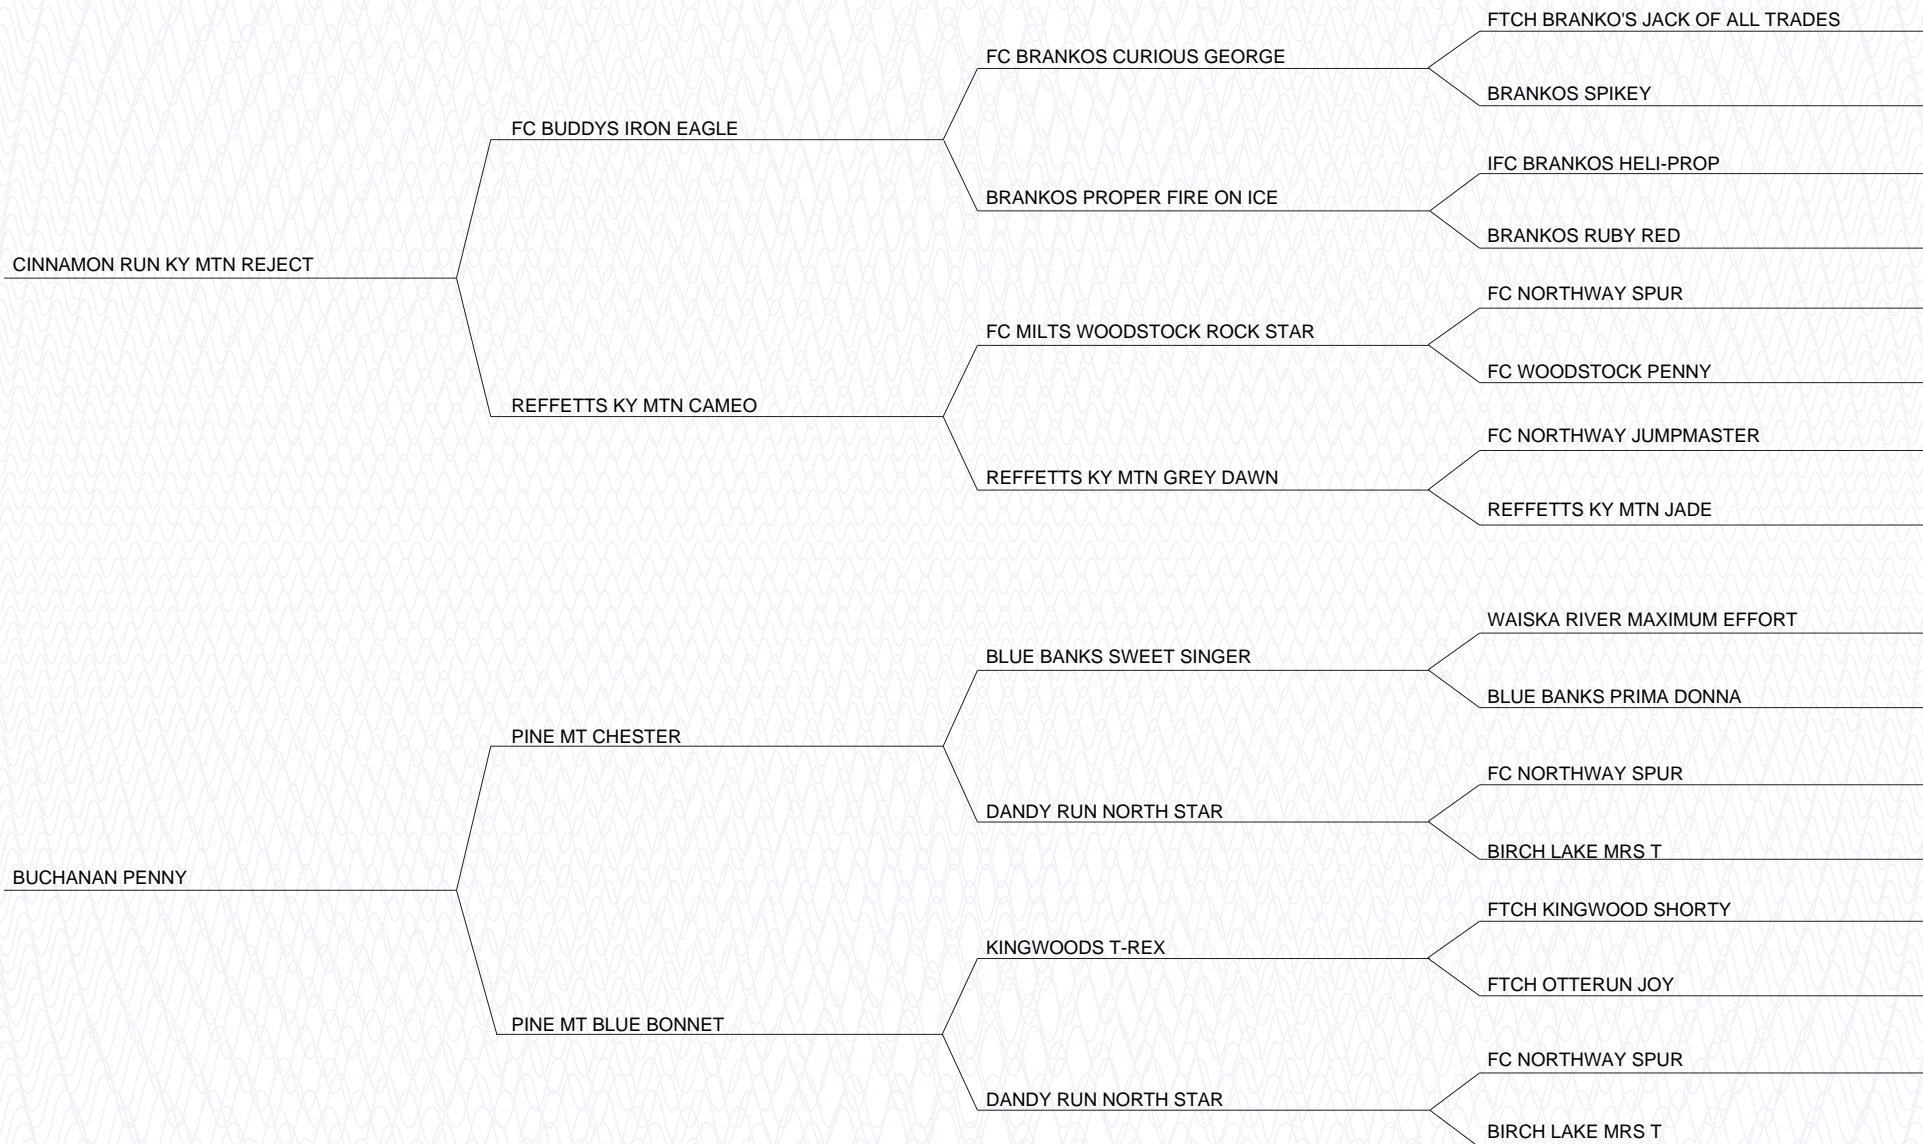 FTCH BRANKO'S JACK OF ALL TRADES
FC BRANKOS CURIOUS GEORGE
BRANKOS SPIKEY
FC BUDDYS IRON EAGLE
IFC BRANKOS HELI-PROP
BRANKOS PROPER FIRE ON ICE
BRANKOS RUBY RED
CINNAMON RUN KY MTN REJECT
FC NORTHWAY SPUR
FC MILTS WOODSTOCK ROCK STAR
FC WOODSTOCK PENNY
REFFETTS KY MTN CAMEO
FC NORTHWAY JUMPMASTER
REFFETTS KY MTN GREY DAWN
REFFETTS KY MTN JADE
WAISKA RIVER MAXIMUM EFFORT
BLUE BANKS SWEET SINGER
BLUE BANKS PRIMA DONNA
PINE MT CHESTER
FC NORTHWAY SPUR
DANDY RUN NORTH STAR
BIRCH LAKE MRS T
BUCHANAN PENNY
FTCH KINGWOOD SHORTY
KINGWOODS T-REX
FTCH OTTERUN JOY
PINE MT BLUE BONNET
FC NORTHWAY SPUR
DANDY RUN NORTH STAR
BIRCH LAKE MRS T